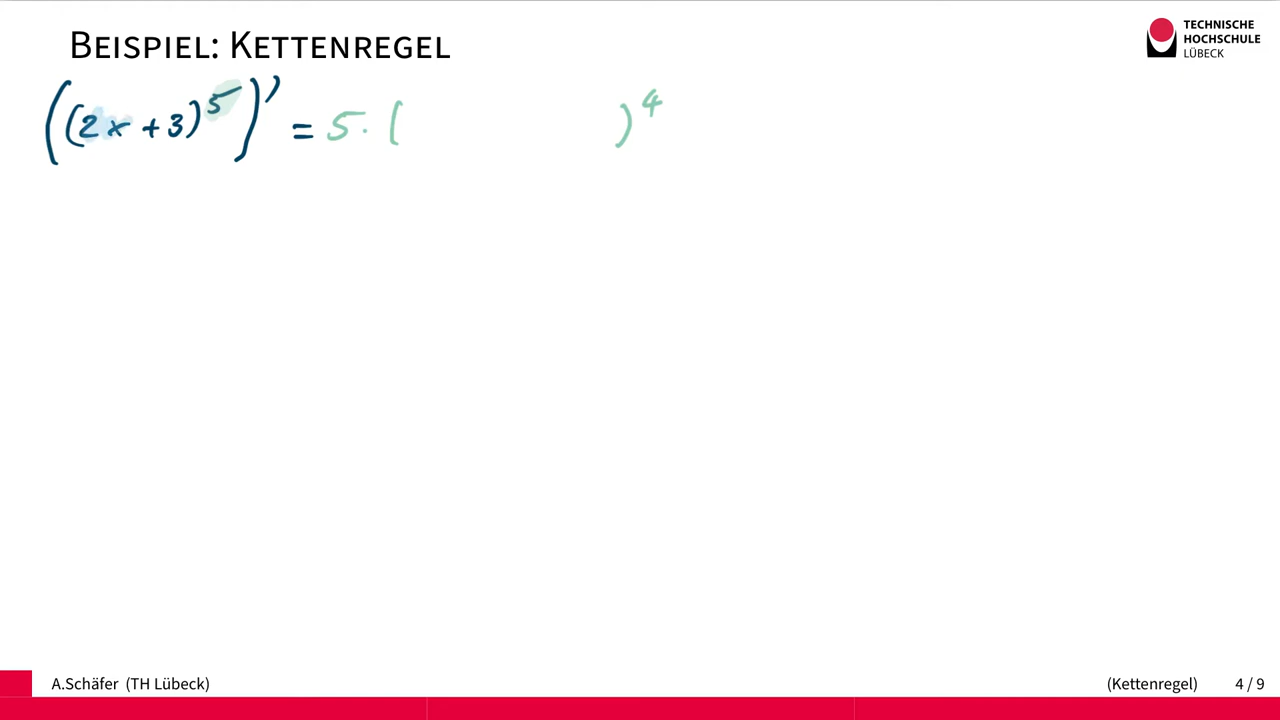 BEISPIEL: KETTENREGEL
TECHNISCHE
HOCHSCHULE
LÜBECK
((2x + 3)^5)' = 5 · ( )^4
A.Schäfer (TH Lübeck) (Kettenregel) 4 / 9